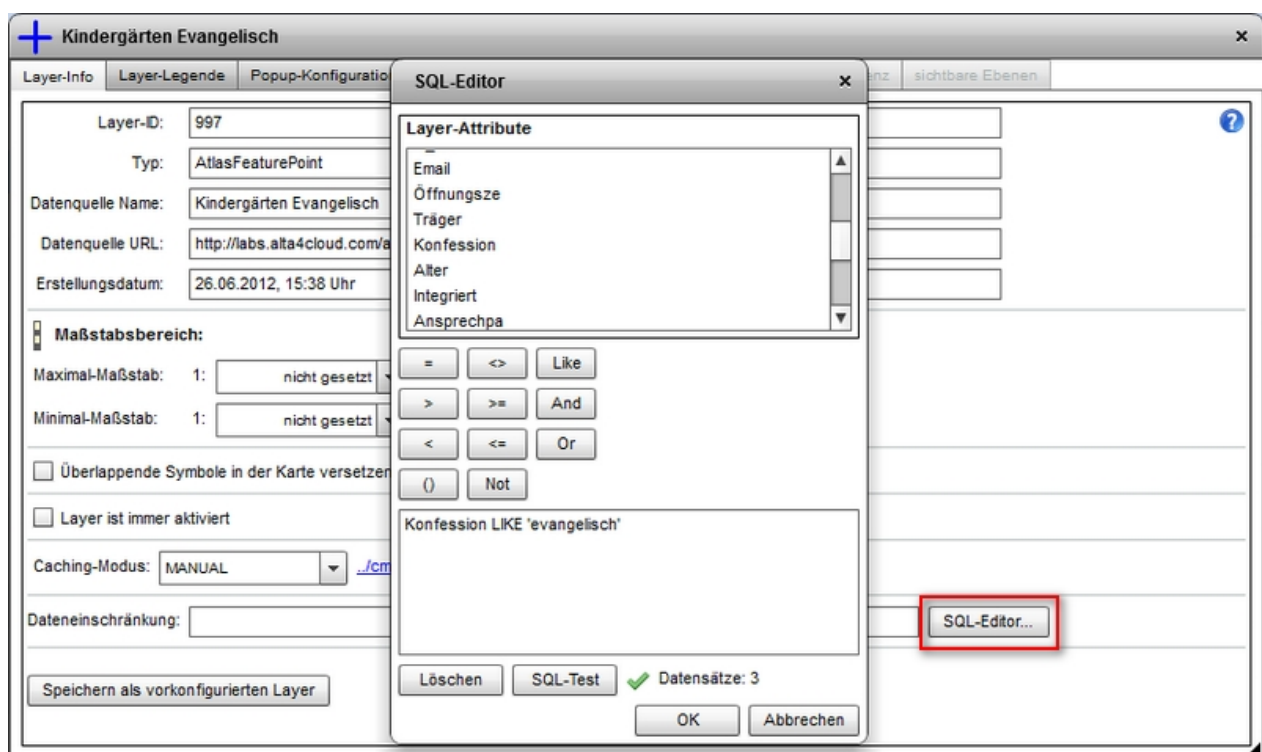 Kindergärten Evangelisch
Layer-Info Layer-Legende Popup-Konfiguratio sichtbare Ebenen
Layer-ID: 997
Typ: AtlasFeaturePoint
Datenquelle Name: Kindergärten Evangelisch
Datenquelle URL: http://labs.alta4cloud.com/a
Erstellungsdatum: 26.06.2012, 15:38 Uhr
Maßstabsbereich:
Maximal-Maßstab: 1: nicht gesetzt
Minimal-Maßstab: 1: nicht gesetzt
Überlappende Symbole in der Karte versetzen
Layer ist immer aktiviert
Caching-Modus: MANUAL ../cm
Dateneinschränkung: SQL-Editor...
Speichern als vorkonfigurierten Layer
SQL-Editor
Layer-Attribute
Email
Öffnungsze
Träger
Konfession
Alter
Integriert
Ansprechpa
= <> Like
> >= And
< <= Or
() Not
Konfession LIKE 'evangelisch'
Löschen SQL-Test Datensätze: 3
OK Abbrechen